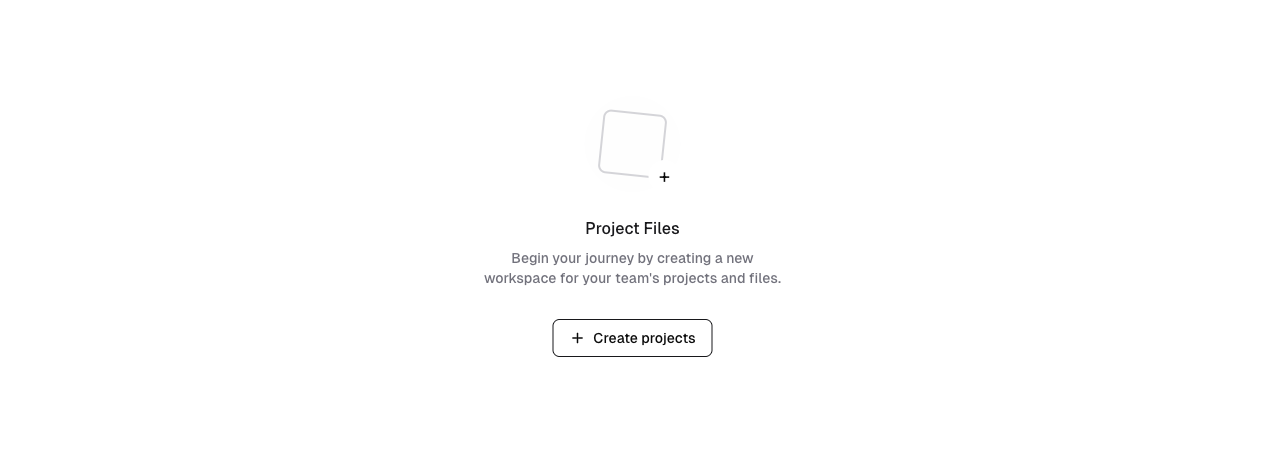 Project Files
Begin your journey by creating a new
workspace for your team's projects and files.
+ Create projects